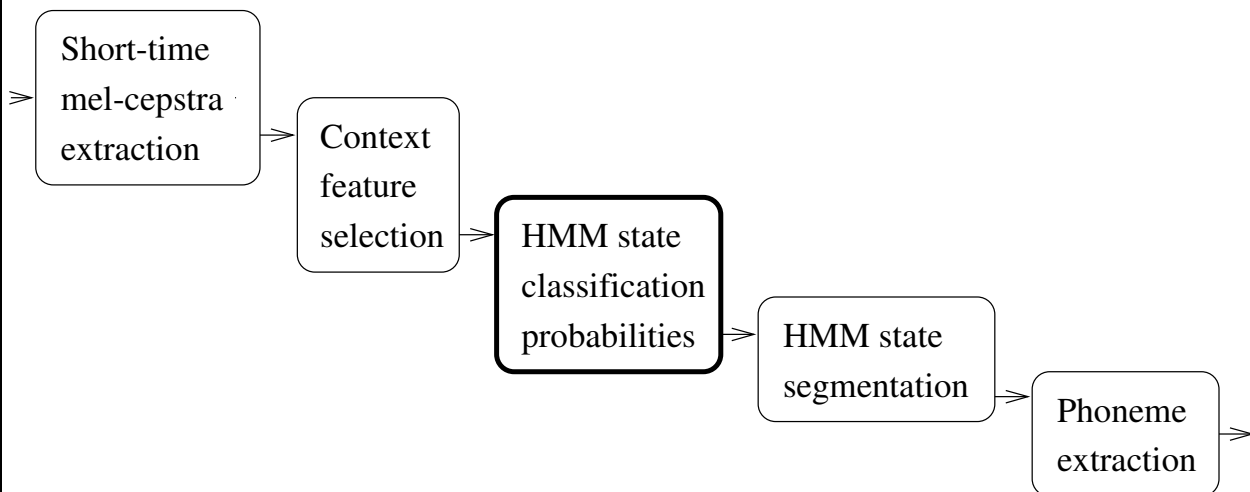 Short-time
mel-cepstra
extraction
Context
feature
selection
HMM state
classification
probabilities
HMM state
segmentation
Phoneme
extraction